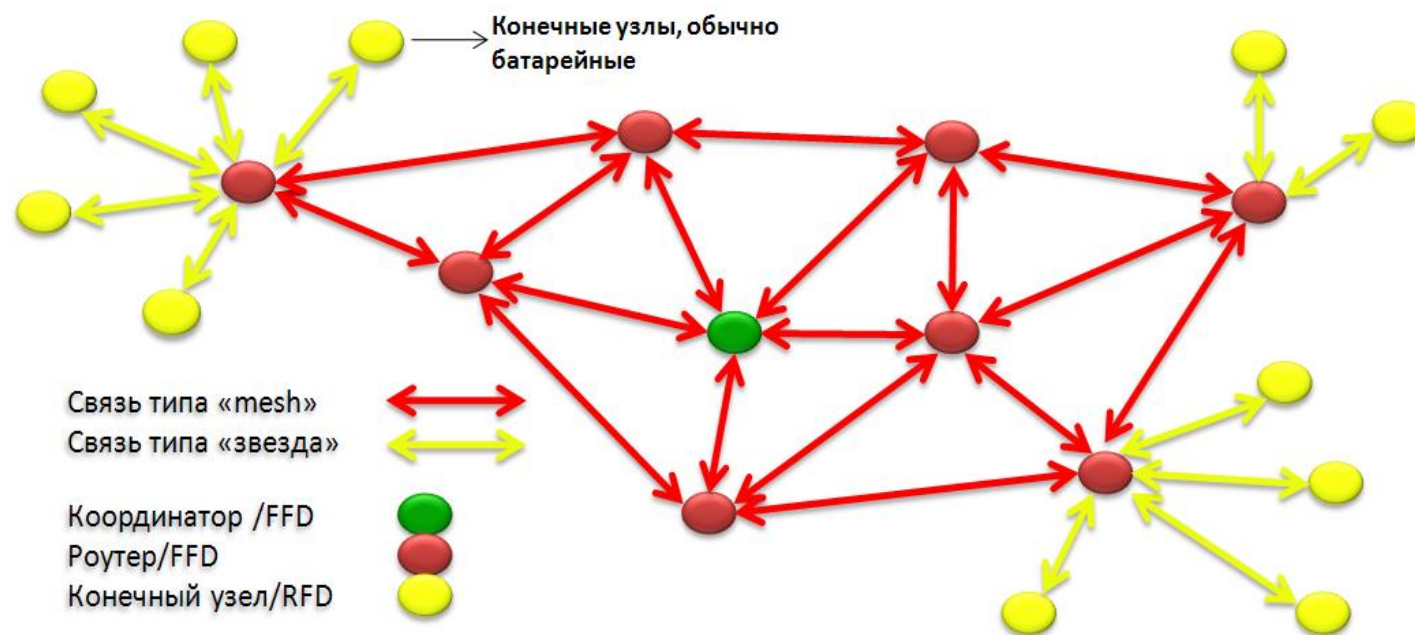 Конечные узлы, обычно
батарейные
Связь типа «mesh»
Связь типа «звезда»
Координатор /FFD
Роутер/FFD
Конечный узел/RFD